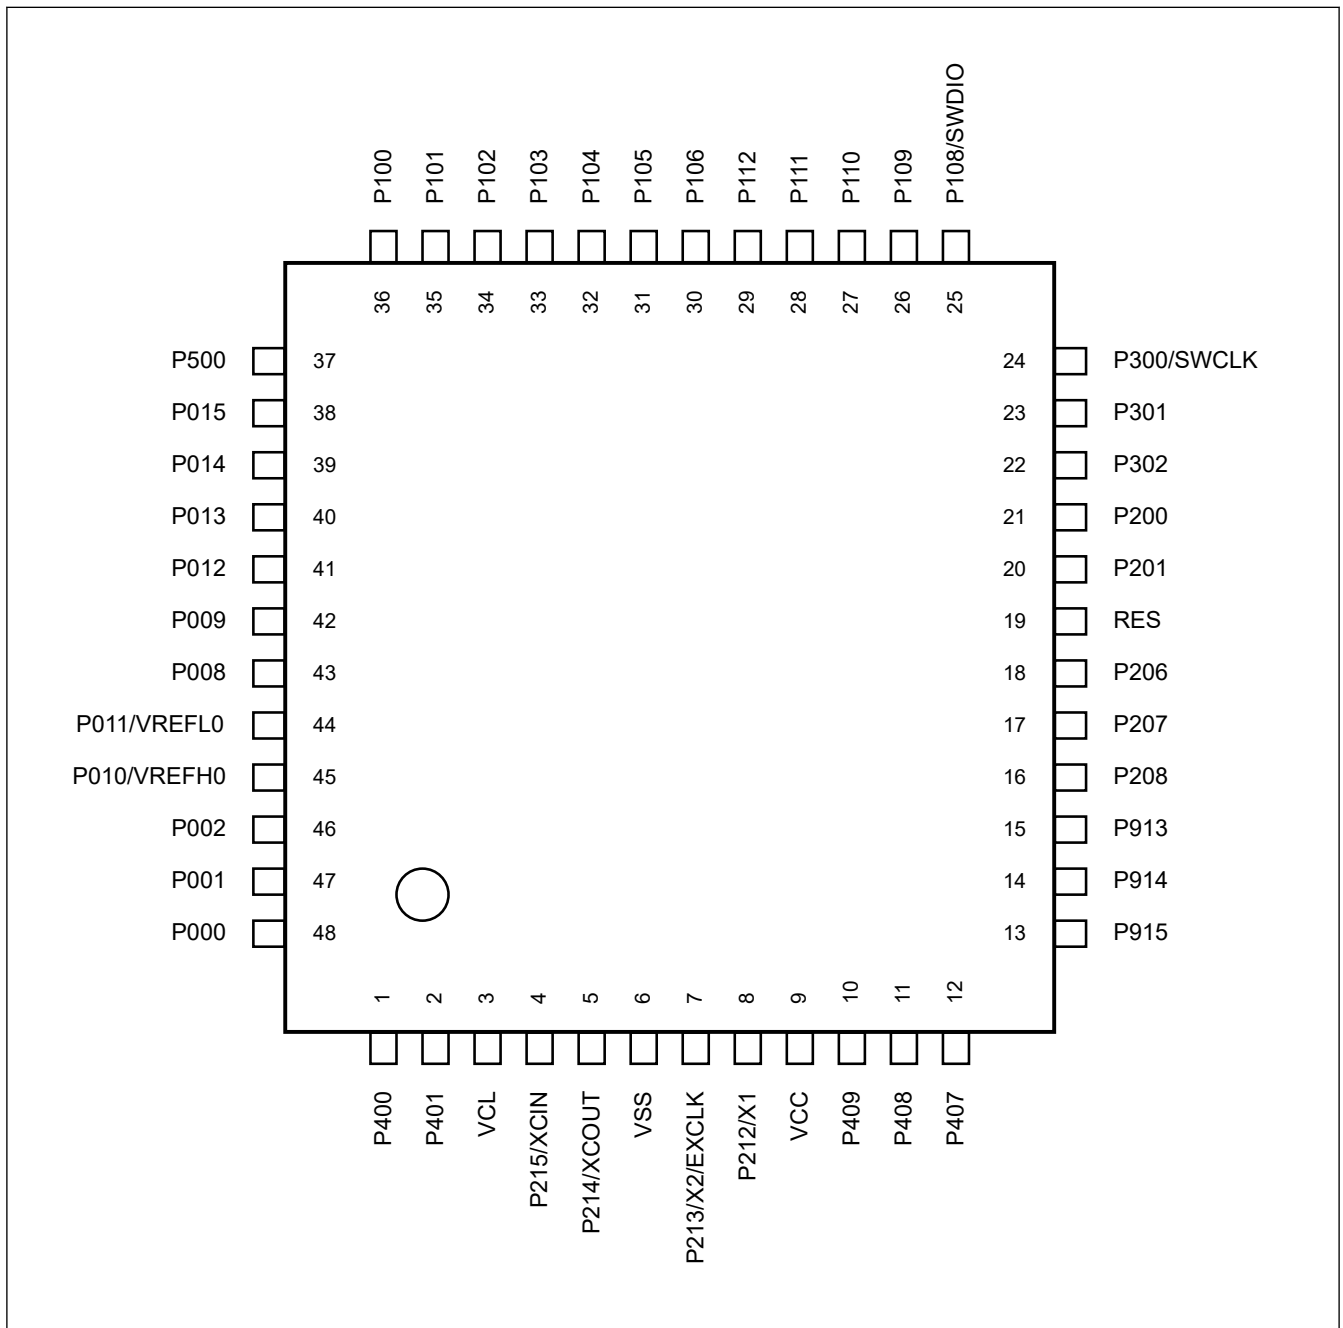 P100 P101 P102 P103 P104 P105 P106 P112 P111 P110 P109 P108/SWDIO
36 35 34 33 32 31 30 29 28 27 26 25
P500 37 24 P300/SWCLK
P015 38 23 P301
P014 39 22 P302
P013 40 21 P200
P012 41 20 P201
P009 42 19 RES
P008 43 18 P206
P011/VREFL0 44 17 P207
P010/VREFH0 45 16 P208
P002 46 15 P913
P001 47 14 P914
P000 48 13 P915
1 2 3 4 5 6 7 8 9 10 11 12
P400 P401 VCL P215/XCIN P214/XCOUT VSS P213/X2/EXCLK P212/X1 VCC P409 P408 P407